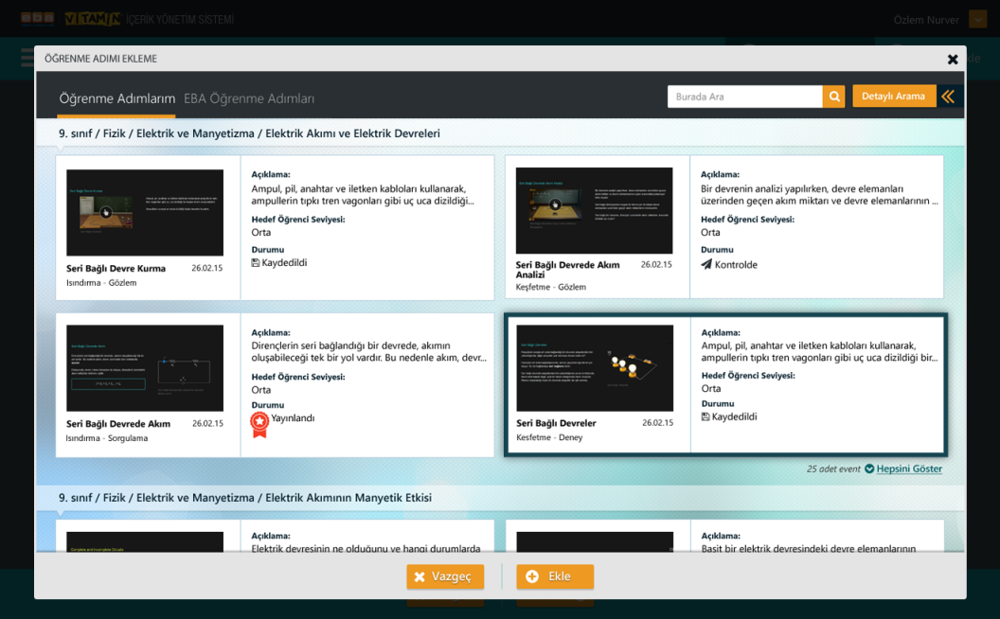 VİTAMİN İÇERİK YÖNETİM SİSTEMİ
Özlem Nurver
ÖĞRENME ADIMI EKLEME
Öğrenme Adımlarım EBA Öğrenme Adımları
Burada Ara
Detaylı Arama
9. sınıf / Fizik / Elektrik ve Manyetizma / Elektrik Akımı ve Elektrik Devreleri
Seri Bağlı Devre Kurma 26.02.15
Isındırma - Gözlem
Açıklama:
Ampul, pil, anahtar ve iletken kabloları kullanarak,
ampullerin tıpkı tren vagonları gibi uç uca dizildiği...
Hedef Öğrenci Seviyesi:
Orta
Durumu
Kaydedildi
Seri Bağlı Devrede Akım 26.02.15
Analizi
Keşfetme - Gözlem
Açıklama:
Bir devrenin analizi yapılırken, devre elemanları
üzerinden geçen akım miktarı ve devre elemanlarının ...
Hedef Öğrenci Seviyesi:
Orta
Durumu
Kontrolde
Seri Bağlı Devrede Akım 26.02.15
Isındırma - Sorgulama
Açıklama:
Dirençlerin seri bağlandığı bir devrede, akımın
oluşabileceği tek bir yol vardır. Bu nedenle akım, devr...
Hedef Öğrenci Seviyesi:
Orta
Durumu
Yayınlandı
Seri Bağlı Devreler 26.02.15
Kesfetme - Deney
Açıklama:
Ampul, pil, anahtar ve iletken kabloları kullanarak,
ampullerin tıpkı tren vagonları gibi uç uca dizildiği bir...
Hedef Öğrenci Seviyesi:
Orta
Durumu
Kaydedildi
25 adet event Hepsini Göster
9. sınıf / Fizik / Elektrik ve Manyetizma / Elektrik Akımının Manyetik Etkisi
Complete and Incomplete Circuits
Açıklama:
Elektrik devresinin ne olduğunu ve hangi durumlarda
Açıklama:
Basit bir elektrik devresindeki devre elemanlarının
Vazgeç
Ekle